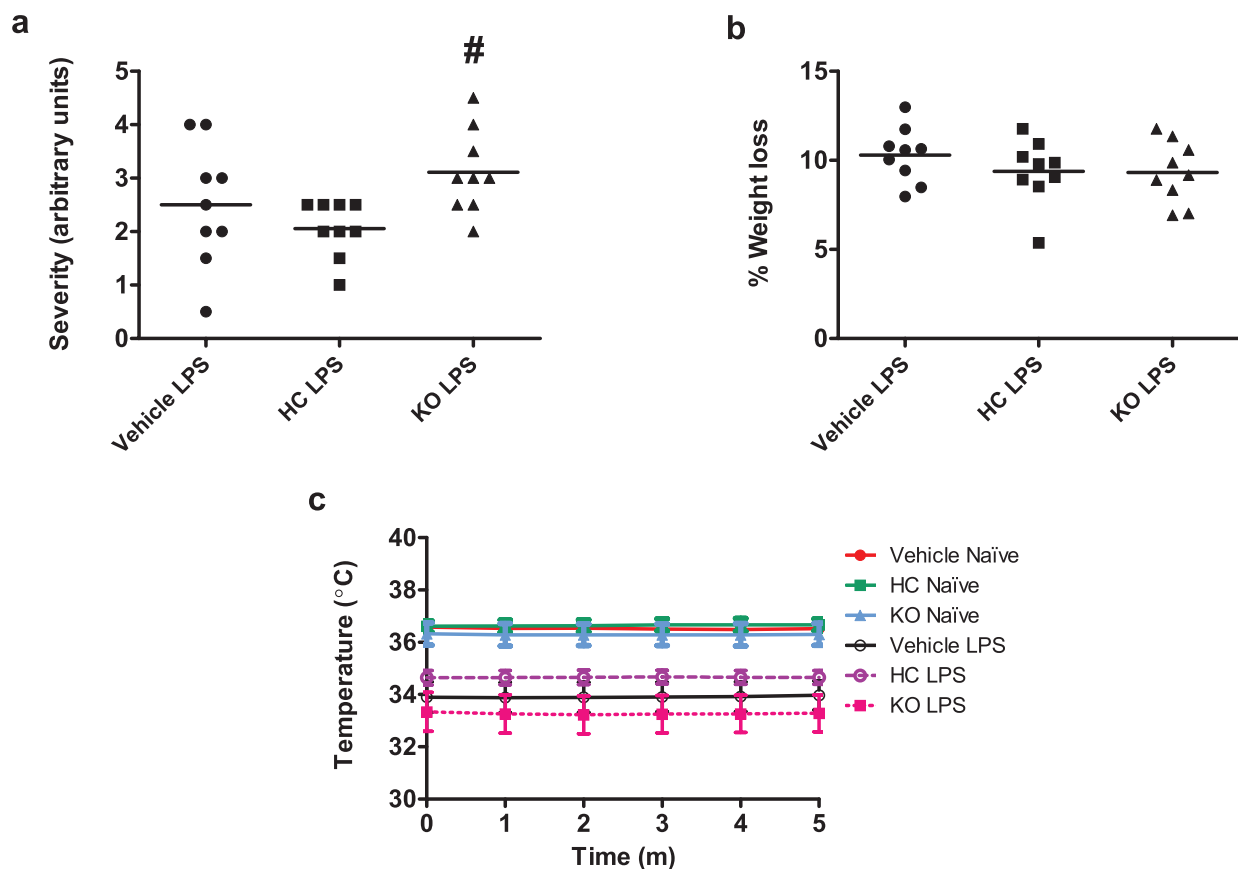 a
#
Severity (arbitrary units)
5
4
3
2
1
0
Vehicle LPS
HC LPS
KO LPS
b
% Weight loss
15
10
5
0
Vehicle LPS
HC LPS
KO LPS
c
Temperature (°C)
40
38
36
34
32
30
0 1 2 3 4 5
Time (m)
Vehicle Naïve
HC Naïve
KO Naïve
Vehicle LPS
HC LPS
KO LPS